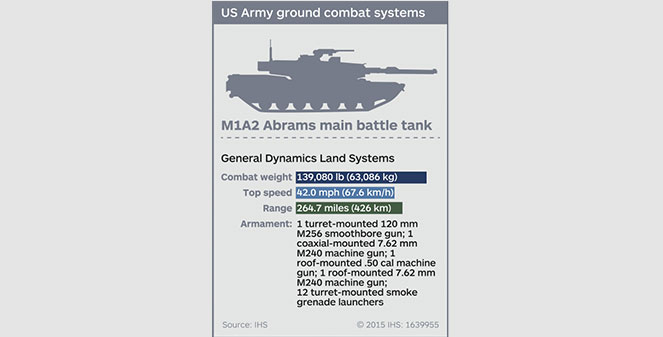 US Army ground combat systems
M1A2 Abrams main battle tank
General Dynamics Land Systems
Combat weight 139,080 lb (63,086 kg)
Top speed 42.0 mph (67.6 km/h)
Range 264.7 miles (426 km)
Armament: 1 turret-mounted 120 mm
M256 smoothbore gun; 1
coaxial-mounted 7.62 mm
M240 machine gun; 1
roof-mounted .50 cal machine
gun; 1 roof-mounted 7.62 mm
M240 machine gun;
12 turret-mounted smoke
grenade launchers
Source: IHS © 2015 IHS: 1639955